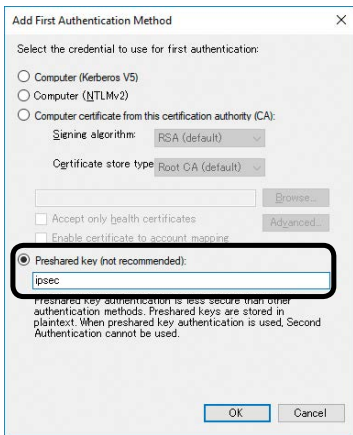 Add First Authentication Method
Select the credential to use for first authentication:
Computer (Kerberos V5)
Computer (NTLMv2)
Computer certificate from this certification authority (CA):
Signing algorithm: RSA (default)
Certificate store type Root CA (default)
Browse...
Accept only health certificates Advanced...
Enable certificate to account mapping
Preshared key (not recommended):
ipsec
Preshared key authentication is less secure than other
authentication methods. Preshared keys are stored in
plaintext. When preshared key authentication is used, Second
Authentication cannot be used.
OK Cancel